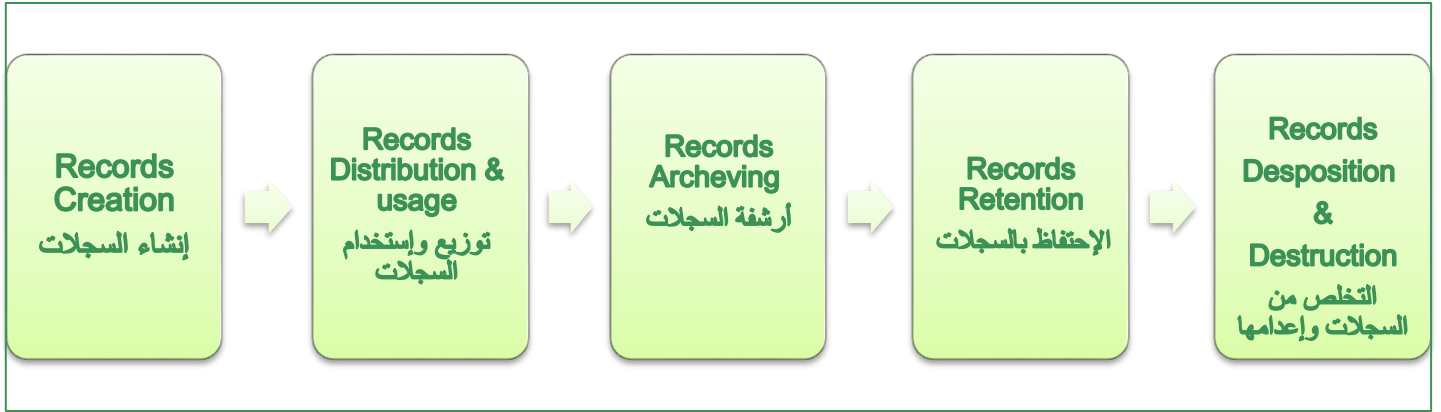 Records
Creation
إنشاء السجلات
Records
Distribution &
usage
توزيع وإستخدام
السجلات
Records
Archeving
أرشفة السجلات
Records
Retention
الإحتفاظ بالسجلات
Records
Desposition
&
Destruction
التخلص من
السجلات وإعدامها